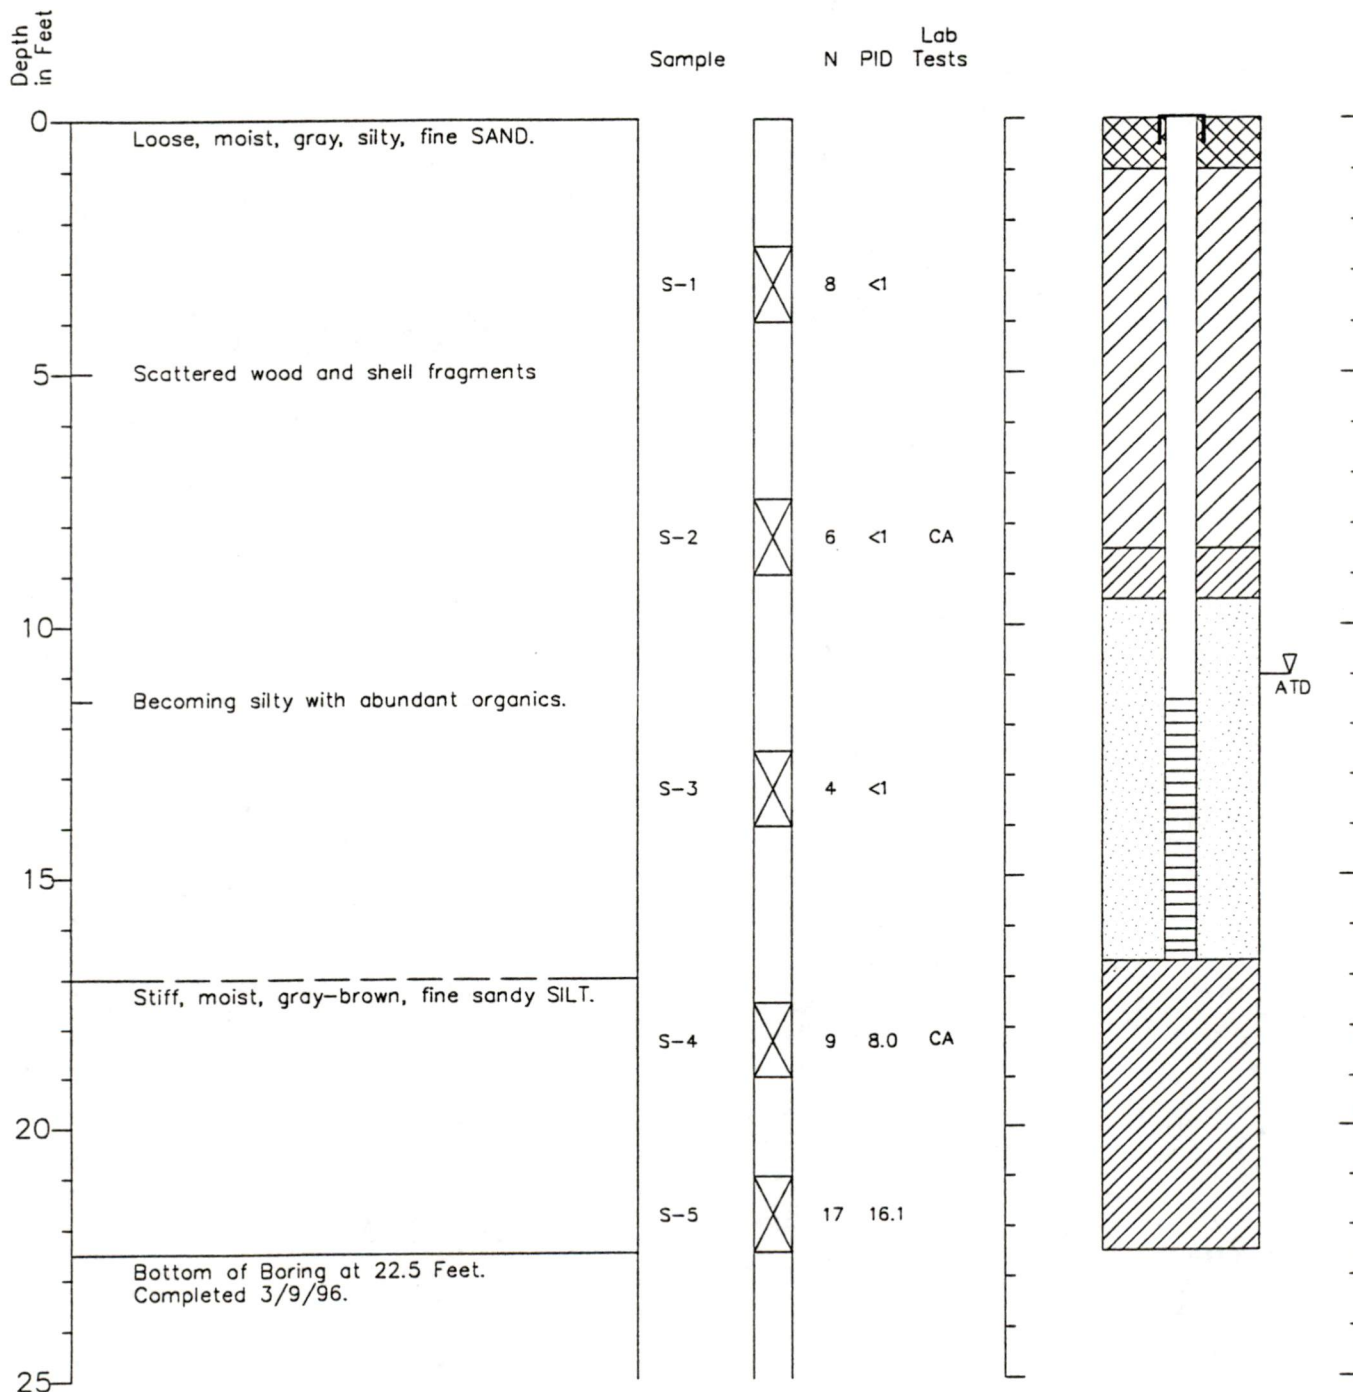 Depth
in Feet
Sample N PID Lab
Tests
0
Loose, moist, gray, silty, fine SAND.
S-1 8 <1
5 Scattered wood and shell fragments
S-2 6 <1 CA
10
ATD
Becoming silty with abundant organics.
S-3 4 <1
15
Stiff, moist, gray-brown, fine sandy SILT.
S-4 9 8.0 CA
20
S-5 17 16.1
Bottom of Boring at 22.5 Feet.
Completed 3/9/96.
25